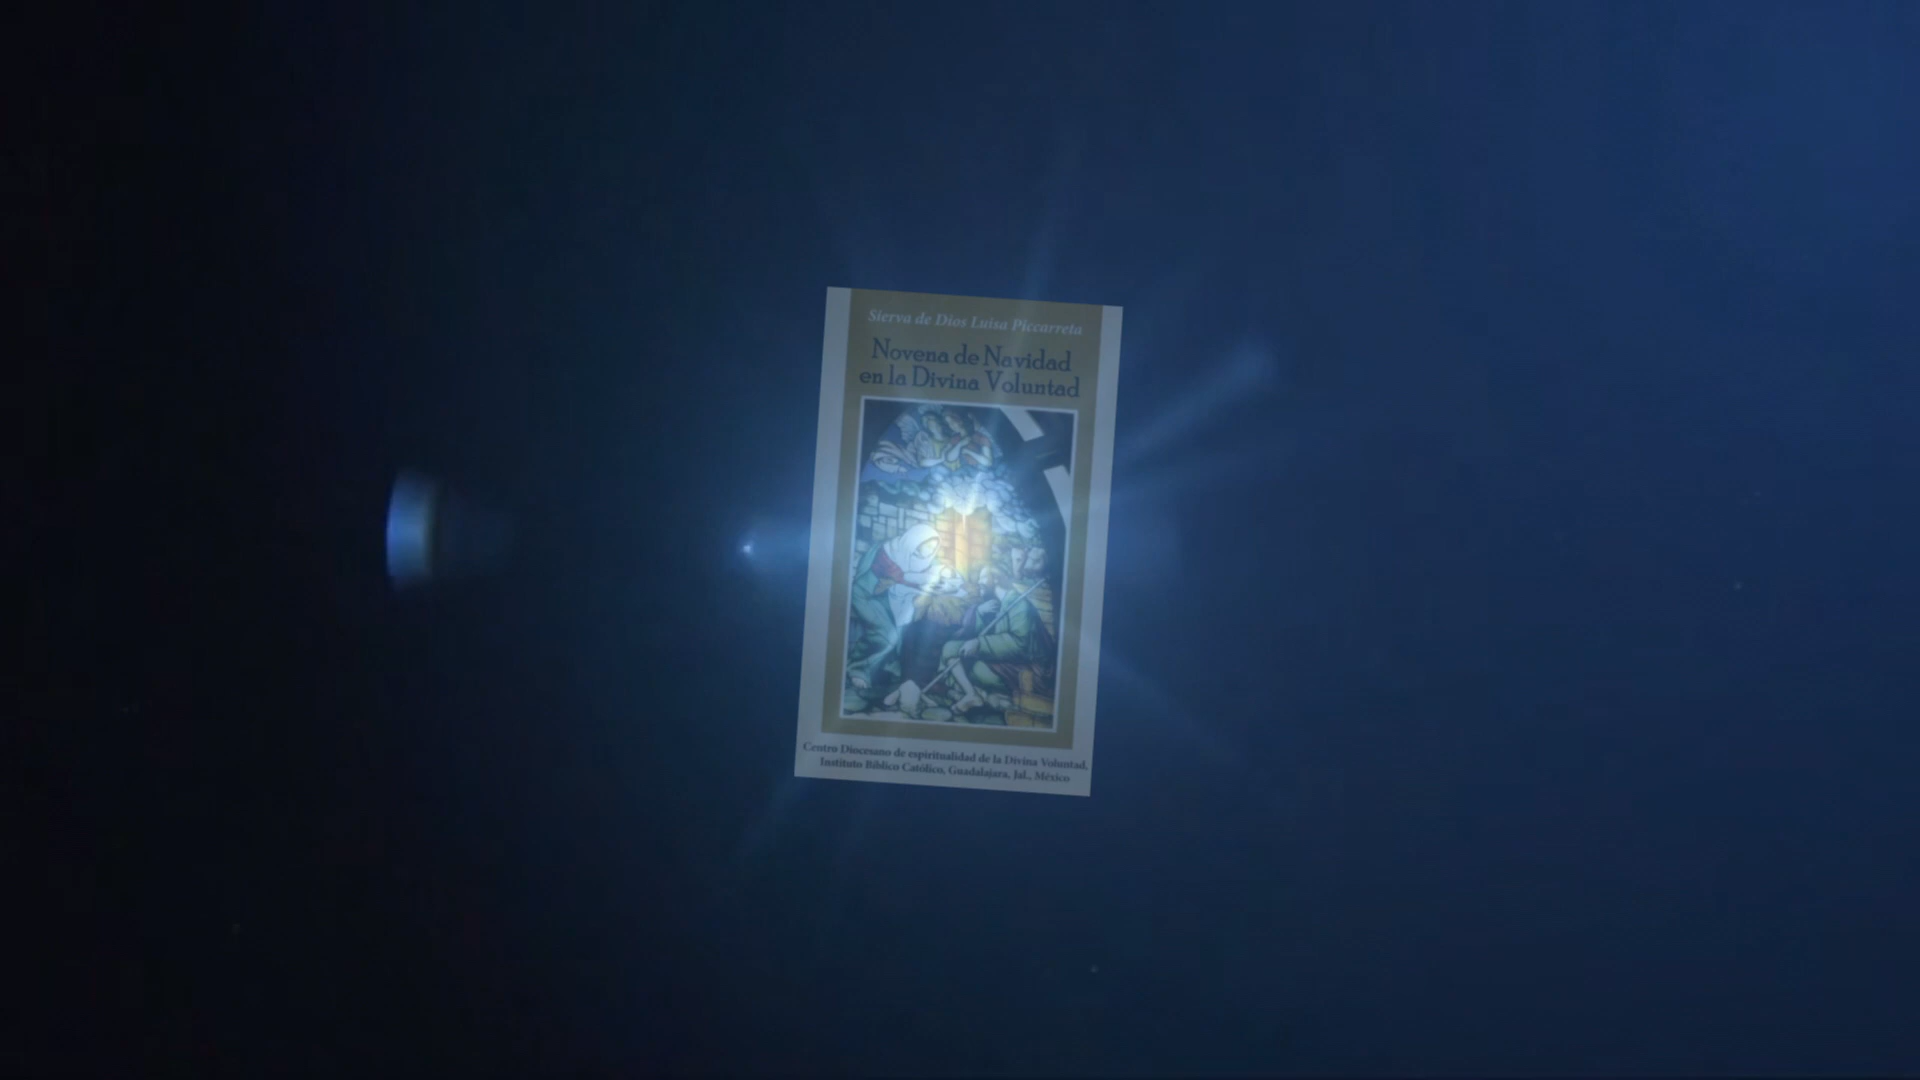 Sierva de Dios Luisa Piccarreta
Novena de Navidad
en la Divina Voluntad
Centro Diocesano de espiritualidad de la Divina Voluntad,
Instituto Bíblico Católico, Guadalajara, Jal., México